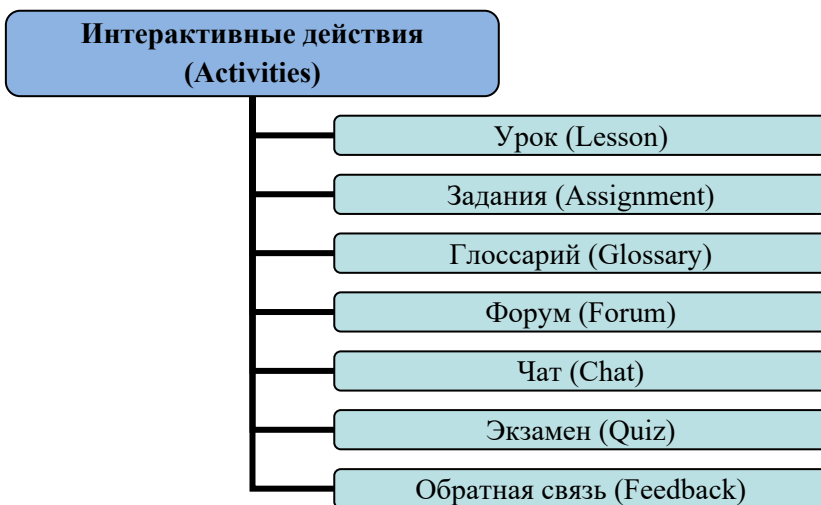 Интерактивные действия
(Activities)
Урок (Lesson)
Задания (Assignment)
Глоссарий (Glossary)
Форум (Forum)
Чат (Chat)
Экзамен (Quiz)
Обратная связь (Feedback)